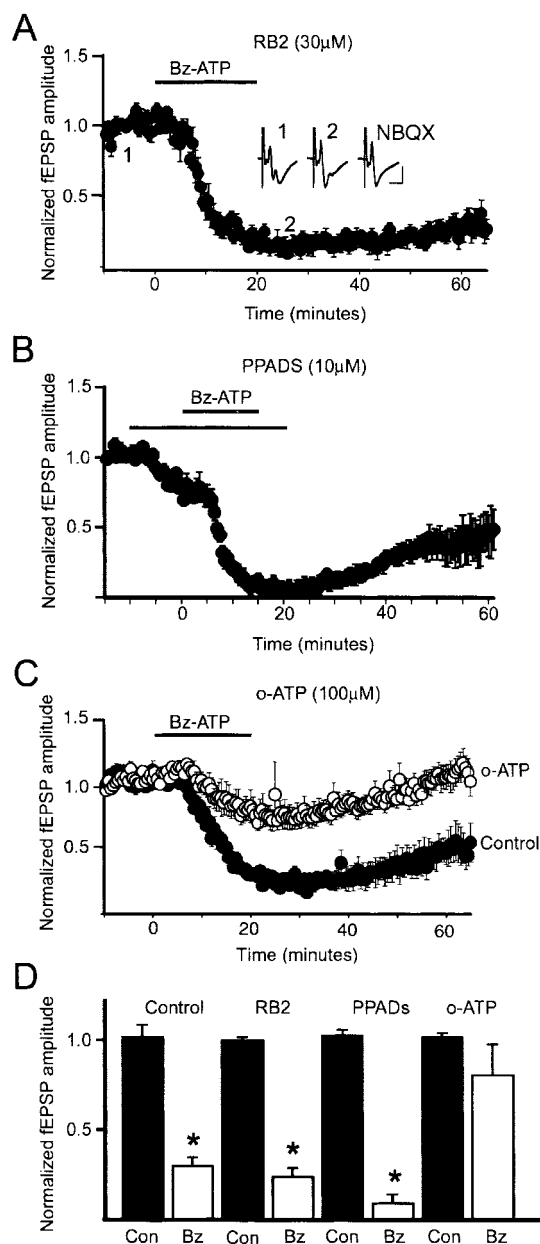 A
RB2 (30µM)
Bz-ATP
Normalized fEPSP amplitude
1.0
0.5
1
2
1
2
NBQX
0
20
40
60
Time (minutes)
B
PPADS (10µM)
Bz-ATP
Normalized fEPSP amplitude
1.5
1.0
0.5
0
20
40
60
Time (minutes)
C
o-ATP (100µM)
Bz-ATP
Normalized fEPSP amplitude
1.5
1.0
0.5
o-ATP
Control
0
20
40
60
Time (minutes)
D
Control
RB2
PPADs
o-ATP
Normalized fEPSP amplitude
1.0
0.5
*
*
*
Con
Bz
Con
Bz
Con
Bz
Con
Bz